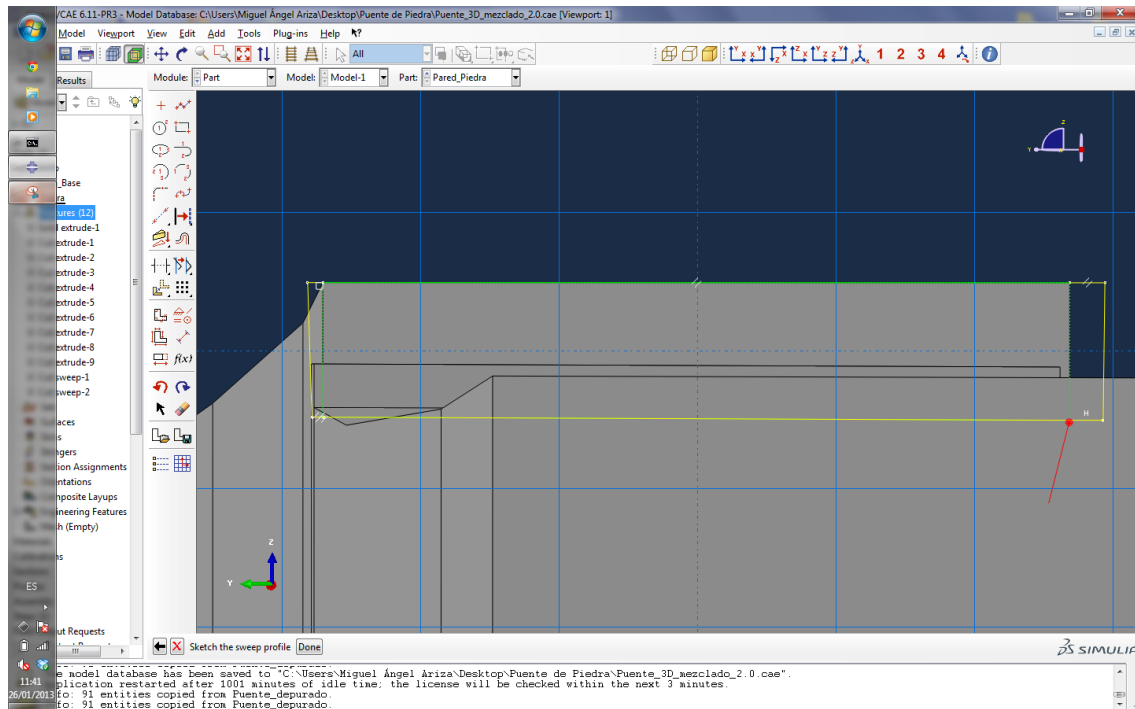 /CAE 6.11-PR3 - Model Database: C:\Users\Miguel Ángel Ariza\Desktop\Puente de Piedra\Puente_3D_mezclado_2.0.cae [Viewport: 1]
Model Viewport View Edit Add Tools Plug-ins Help
All
1 2 3 4
Results
Module: Part Model: Model-1 Part: Pared_Piedra
_Base
ra
ures (12)
extrude-1
extrude-1
extrude-2
extrude-3
extrude-4
extrude-5
extrude-6
extrude-7
extrude-8
extrude-9
sweep-1
sweep-2
aces
s
ngers
ion Assignments
ntations
posite Layups
ineering Features
h (Empty)
ns
ut Requests
f(x)
Z
Y
H
Z
Y
ES
Sketch the sweep profile Done
SIMULIA
11:41
26/01/2013
e model database has been saved to "C:\Users\Miguel Ángel Ariza\Desktop\Puente de Piedra\Puente_3D_mezclado_2.0.cae".
plication restarted after 1001 minutes of idle time; the license will be checked within the next 3 minutes.
fo: 91 entities copied from Puente_depurado.
fo: 91 entities copied from Puente_depurado.